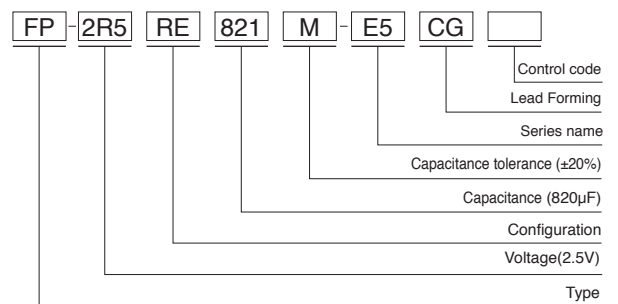 FP - 2R5 RE 821 M - E5 CG
Control code
Lead Forming
Series name
Capacitance tolerance (±20%)
Capacitance (820μF)
Configuration
Voltage(2.5V)
Type